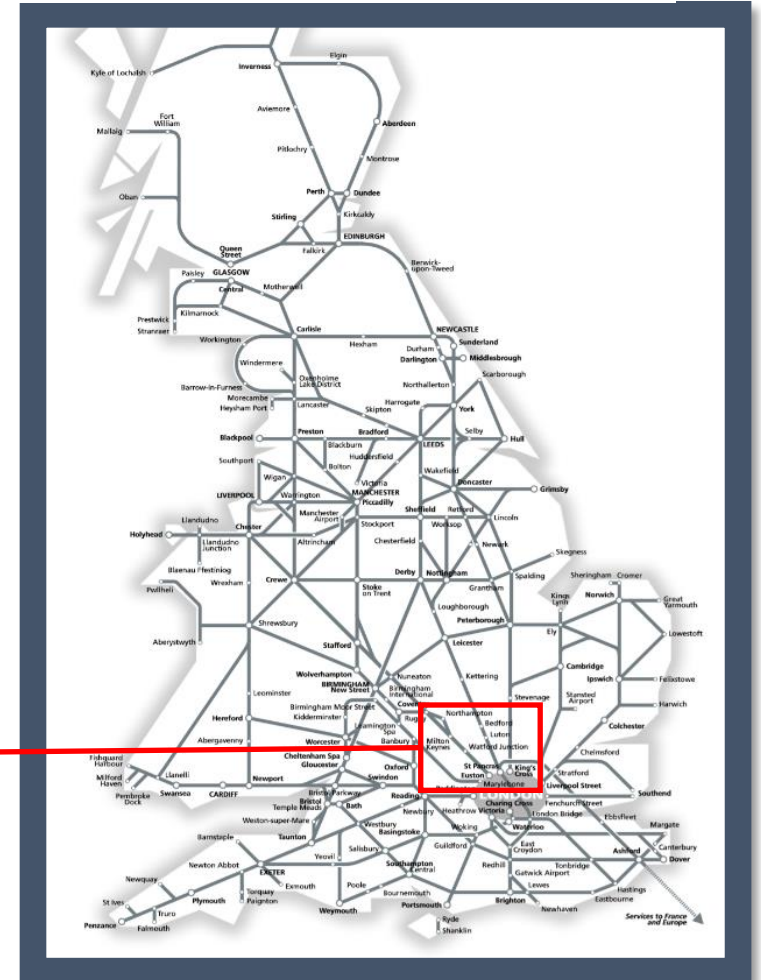 Elgin
Inverness
Kyle of Lochalsh
Aviemore
Fort
William
Mallaig
Aberdeen
Pitlochry
Montrose
Oban
Perth
Dundee
Stirling
Kirkcaldy
EDINBURGH
Queen
Street
Falkirk
Berwick-
upon-Tweed
Paisley
GLASGOW
Central
Motherwell
Kilmarnock
Prestwick
Stranraer
Carlisle
NEWCASTLE
Workington
Hexham
Durham
Sunderland
Darlington
Middlesbrough
Windermere
Scarborough
Oxenholme
Lake District
Barrow-in-Furness
Northallerton
Morecambe
Heysham Port
Lancaster
Harrogate
York
Skipton
Preston
Bradford
Selby
Blackpool
LEEDS
Hull
Blackburn
Huddersfield
Southport
Bolton
Wakefield
Wigan
Victoria
Doncaster
MANCHESTER
Piccadilly
Grimsby
LIVERPOOL
Warrington
Manchester
Airport
Sheffield
Retford
Lincoln
Llandudno
Chester
Stockport
Worksop
Holyhead
Llandudno
Junction
Altrincham
Chesterfield
Newark
Skegness
Blaenau Ffestiniog
Derby
Nottingham
Spalding
Sheringham
Cromer
Pwllheli
Wrexham
Crewe
Stoke
on Trent
Grantham
Kings
Lynn
Norwich
Great
Yarmouth
Loughborough
Peterborough
Shrewsbury
Ely
Lowestoft
Aberystwyth
Stafford
Leicester
Cambridge
Wolverhampton
BIRMINGHAM
New Street
Nuneaton
Kettering
Ipswich
Felixstowe
Birmingham
International
Leominster
Stevenage
Stansted
Airport
Harwich
Birmingham Moor Street
Northampton
Kidderminster
Hereford
Bedford
Colchester
Leamington
Spa
Luton
Abergavenny
Worcester
Banbury
Milton
Keynes
Watford Junction
Chelmsford
Fishguard
Harbour
Cheltenham Spa
Gloucester
Oxford
St Pancras
King's
Cross
Euston
Stratford
Milford
Haven
Llanelli
Newport
Swindon
Marylebone
Liverpool Street
Pembroke
Dock
Swansea
CARDIFF
Bristol Parkway
Reading
LONDON
Southend
Bristol
Temple Meads
Bath
Newbury
Heathrow
Victoria
Charing Cross
Fenchurch Street
Weston-super-Mare
London Bridge
Ebbsfleet
Westbury
Basingstoke
Woking
Waterloo
Margate
Barnstaple
Taunton
Salisbury
Guildford
East
Croydon
Canterbury
Ashford
Yeovil
Southampton
Central
Redhill
Tonbridge
Dover
Newton Abbot
EXETER
Gatwick Airport
Newquay
Exmouth
Poole
Lewes
Hastings
Torquay
Paignton
Bournemouth
Eastbourne
St Ives
Plymouth
Weymouth
Portsmouth
Brighton
Newhaven
Truro
Ryde
Penzance
Falmouth
Shanklin
Services to France
and Europe